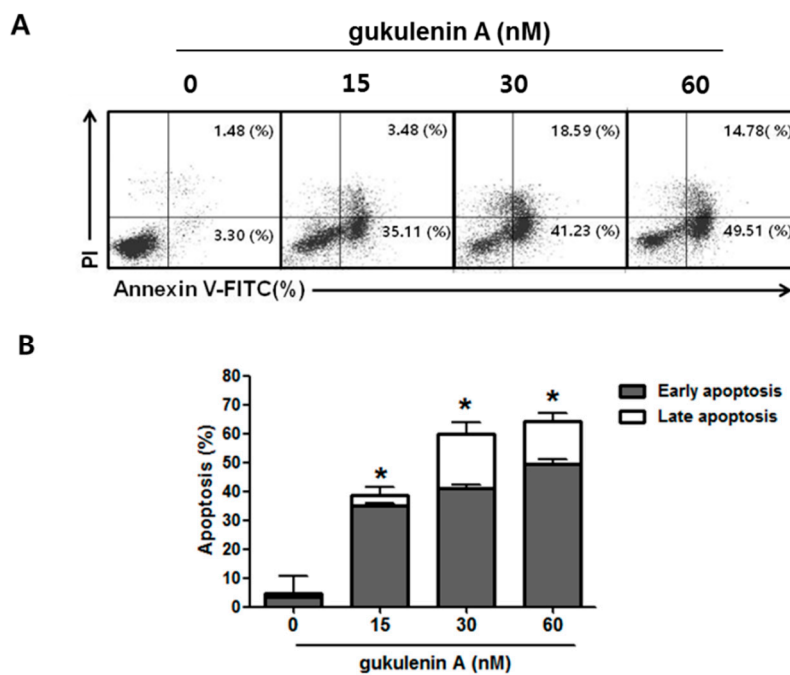 A
gukulenin A (nM)
0 15 30 60
1.48 (%) 3.48 (%) 18.59 (%) 14.78( %)
3.30 (%) 35.11 (%) 41.23 (%) 49.51 (%)
PI
Annexin V-FITC(%)
B
80
70
60
50
40
30
20
10
0
Apoptosis (%)
* * *
Early apoptosis
Late apoptosis
0 15 30 60
gukulenin A (nM)